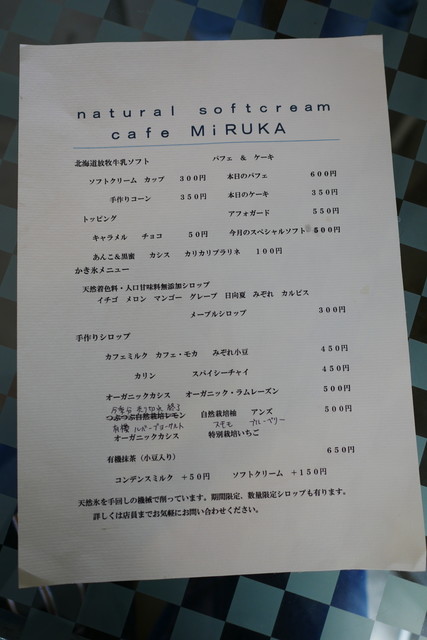 natural softcream
cafe MiRUKA
北海道放牧牛乳ソフト パフェ & ケーキ
ソフトクリーム カップ 300円 本日のパフェ 600円
手作りコーン 350円 本日のケーキ 350円
トッピング アフォガード 550円
キャラメル チョコ 50円 今月のスペシャルソフト 500円
あんこ&黒蜜 カシス カリカリプラリネ 100円
かき氷メニュー
天然着色料・人口甘味料無添加シロップ
イチゴ メロン マンゴー グレープ 日向夏 みぞれ カルピス
メープルシロップ 300円
手作りシロップ
カフェミルク カフェ・モカ みぞれ小豆 450円
カリン スパイシーチャイ 450円
オーガニックカシス オーガニック・ラムレーズン 500円
今季分 売り切れ 終了
つぶつぶ自然栽培レモン 自然栽培柚 アンズ 500円
有機 ルバーブヨーグルト スモモ ブルーベリー
オーガニックカシス 特別栽培いちご
有機抹茶(小豆入り) 650円
コンデンスミルク +50円 ソフトクリーム +150円
天然氷を手回しの機械で削っています。期間限定、数量限定シロップも有ります。
詳しくは店員までお気軽にお問い合わせください。